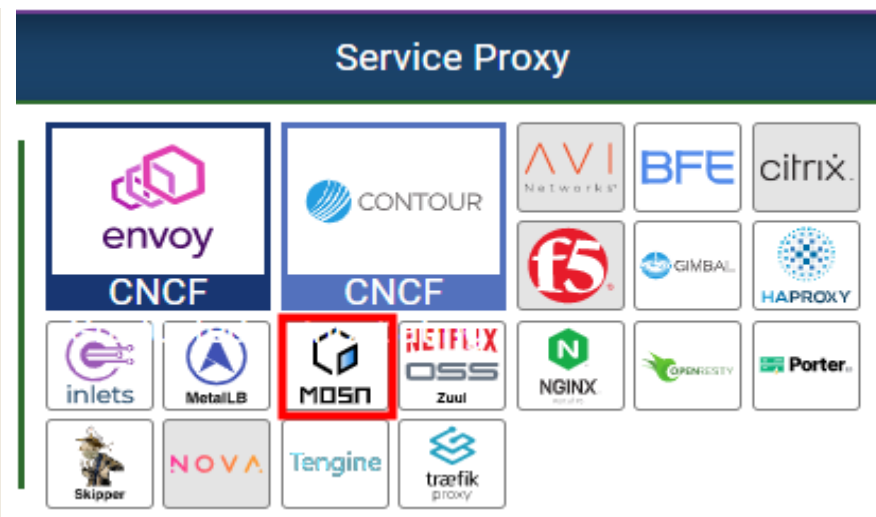 Service Proxy
envoy
CNCF
CONTOUR
CNCF
AVI
Networks
BFE
citrix.
f5
GIMBAL
HAPROXY
inlets
MetalLB
MOSN
NETFLIX
OSS
Zuul
NGINX
OPENRESTY
Porter
Skipper
NOVA
Tengine
træfik
proxy